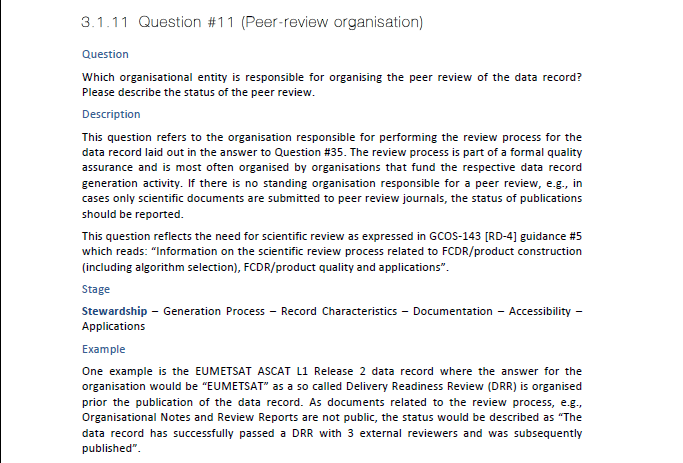 3.1.11 Question #11 (Peer-review organisation)
Question
Which organisational entity is responsible for organising the peer review of the data record?
Please describe the status of the peer review.
Description
This question refers to the organisation responsible for performing the review process for the
data record laid out in the answer to Question #35. The review process is part of a formal quality
assurance and is most often organised by organisations that fund the respective data record
generation activity. If there is no standing organisation responsible for a peer review, e.g., in
cases only scientific documents are submitted to peer review journals, the status of publications
should be reported.
This question reflects the need for scientific review as expressed in GCOS-143 [RD-4] guidance #5
which reads: “Information on the scientific review process related to FCDR/product construction
(including algorithm selection), FCDR/product quality and applications”.
Stage
Stewardship – Generation Process – Record Characteristics – Documentation – Accessibility –
Applications
Example
One example is the EUMETSAT ASCAT L1 Release 2 data record where the answer for the
organisation would be “EUMETSAT” as a so called Delivery Readiness Review (DRR) is organised
prior the publication of the data record. As documents related to the review process, e.g.,
Organisational Notes and Review Reports are not public, the status would be described as “The
data record has successfully passed a DRR with 3 external reviewers and was subsequently
published”.